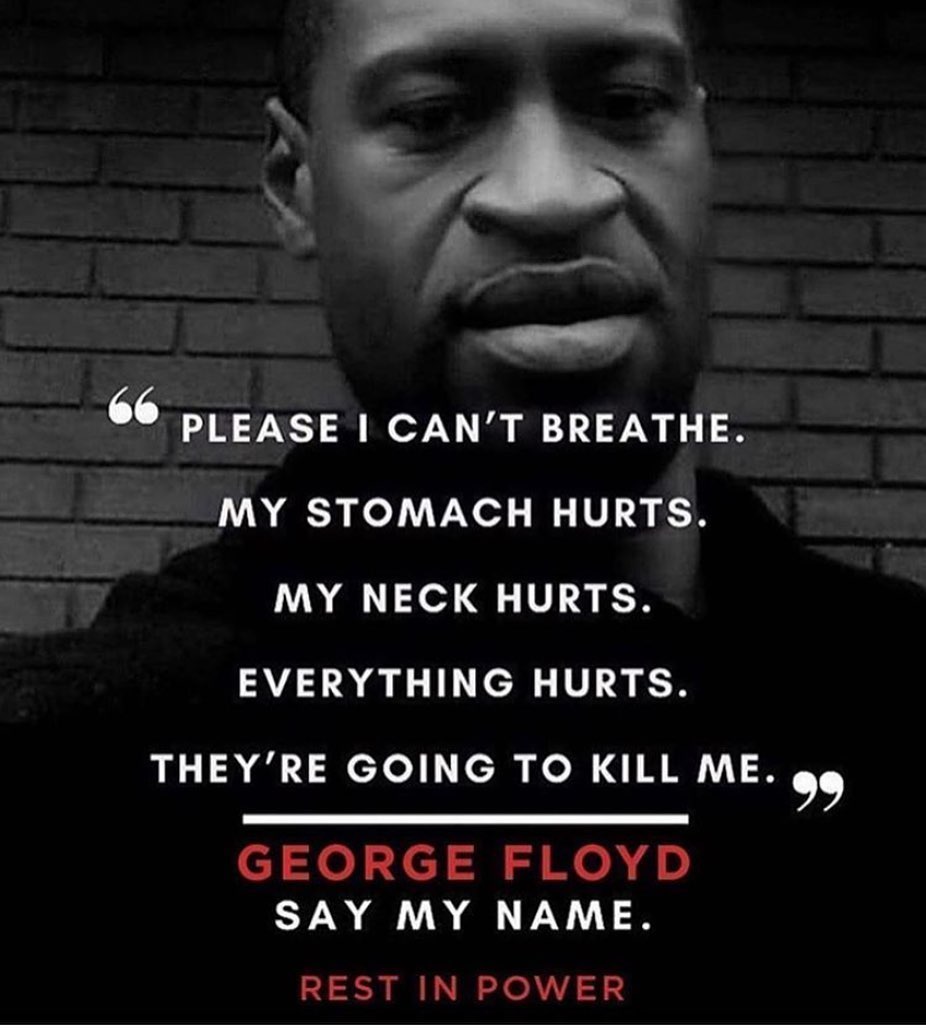 “ PLEASE I CAN’T BREATHE.
MY STOMACH HURTS.
MY NECK HURTS.
EVERYTHING HURTS.
THEY’RE GOING TO KILL ME. ”
GEORGE FLOYD
SAY MY NAME.
REST IN POWER